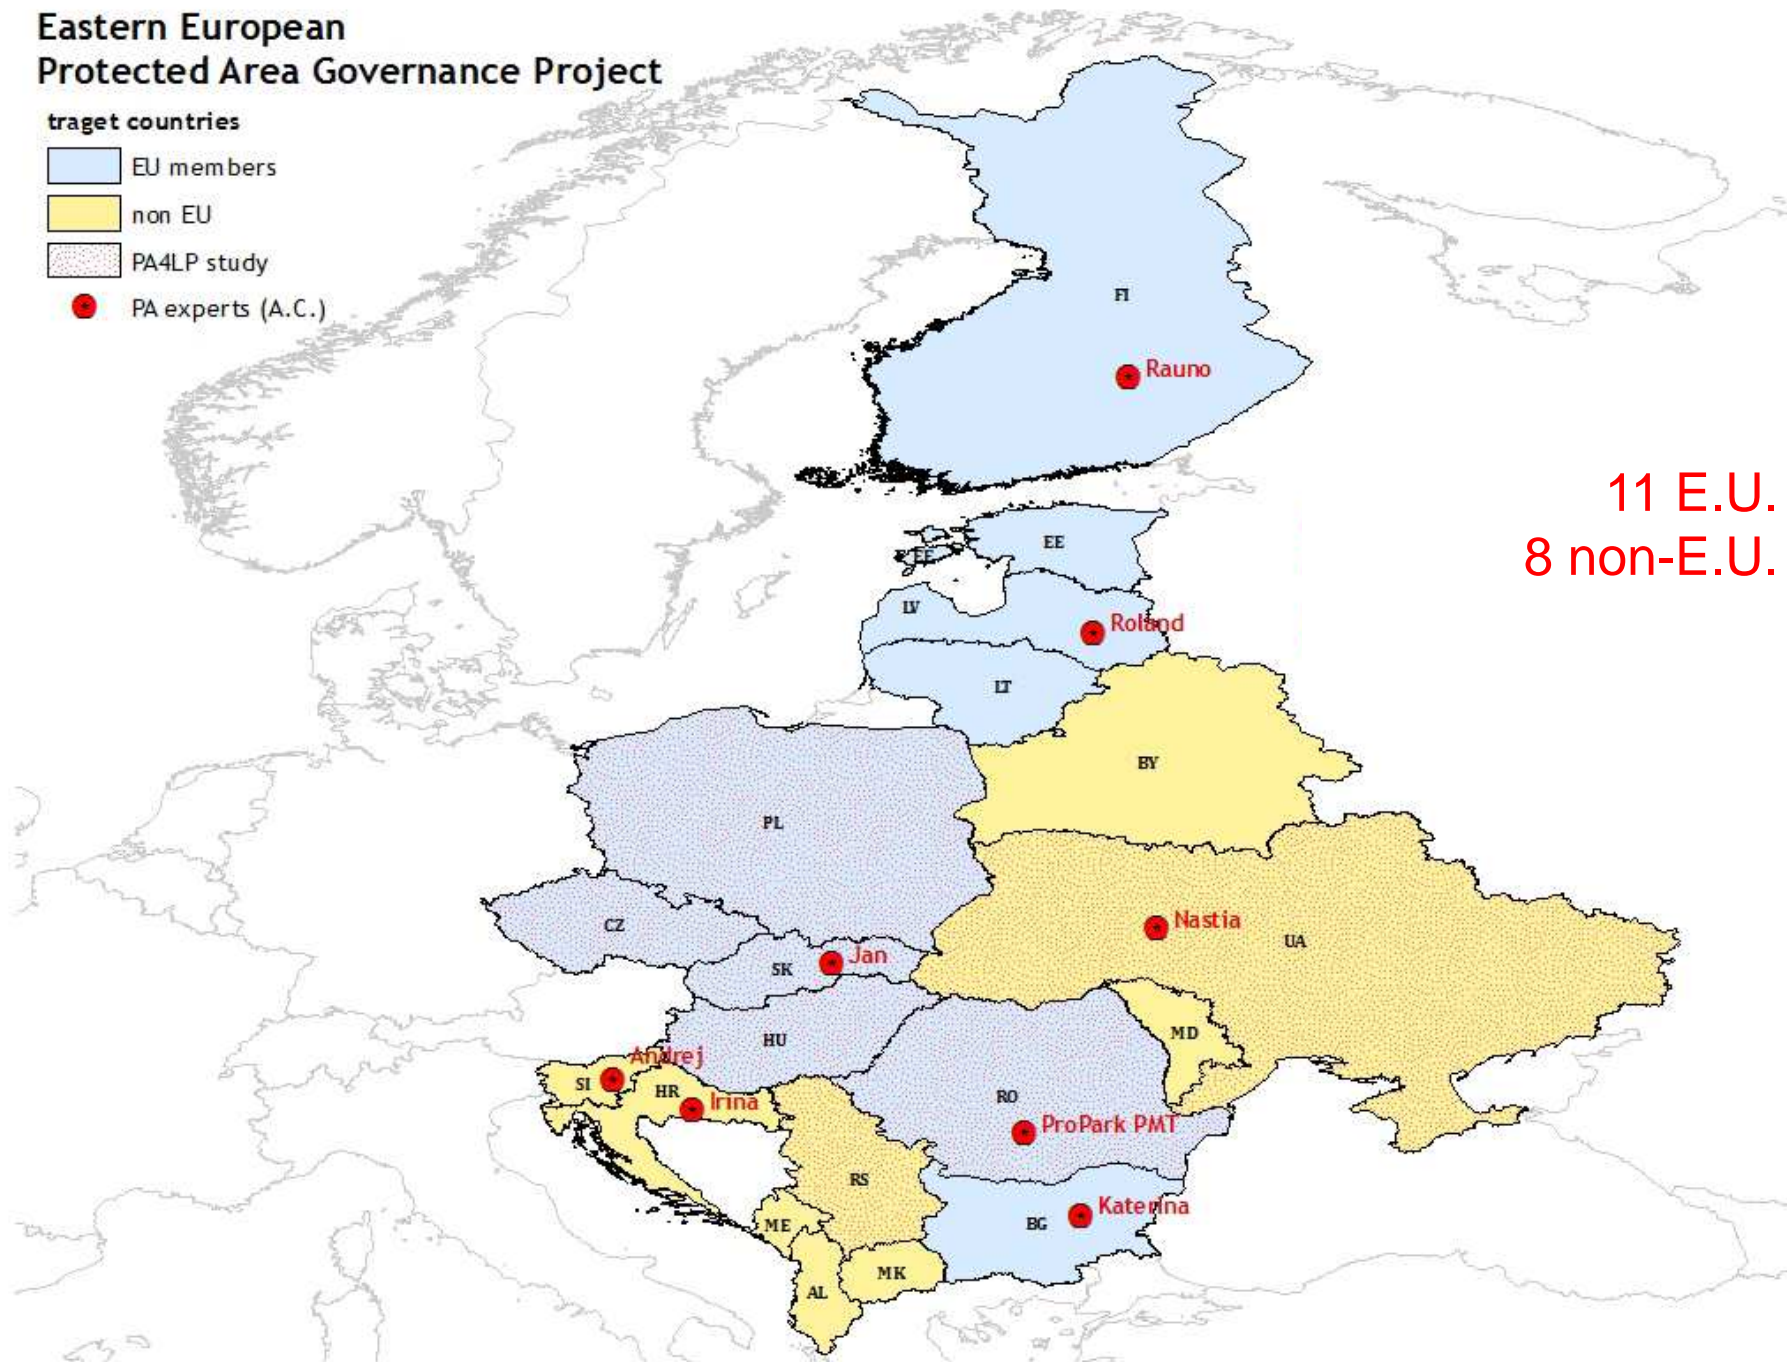 Eastern European
Protected Area Governance Project
traget countries
EU members
non EU
PA4LP study
PA experts (A.C.)
FI
Rauno
11 E.U.
8 non-E.U.
EE
EE
LV
Roland
LT
BY
PL
CZ
Nastia
UA
SK
Jan
HU
MD
Andrej
SI
HR
Irina
RO
ProPark PMT
RS
Katerina
BG
ME
MK
AL